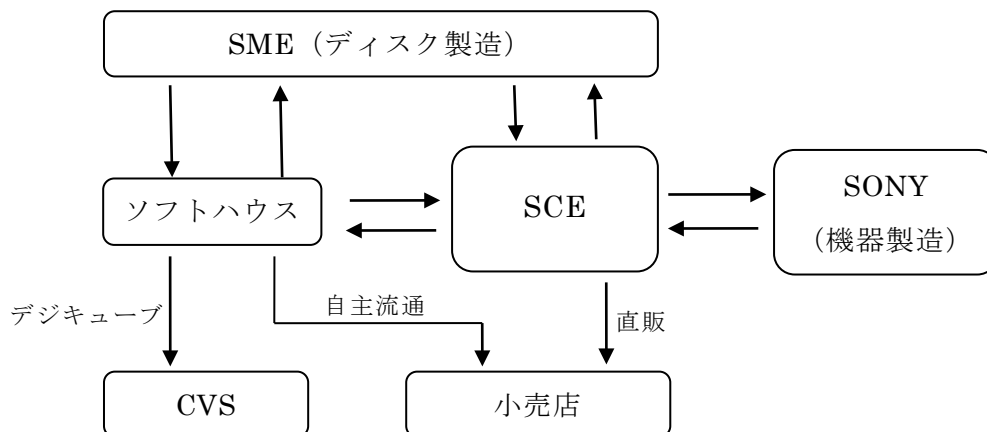 SME（ディスク製造）
ソフトハウス
SCE
SONY
（機器製造）
デジキューブ
自主流通
直販
CVS
小売店